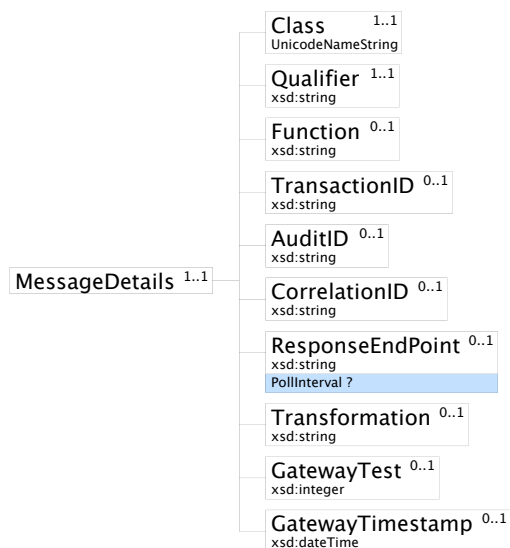 Class 1..1
UnicodeNameString
Qualifier 1..1
xsd:string
Function 0..1
xsd:string
TransactionID 0..1
xsd:string
AuditID 0..1
xsd:string
MessageDetails 1..1
CorrelationID 0..1
xsd:string
ResponseEndPoint 0..1
xsd:string
PollInterval ?
Transformation 0..1
xsd:string
GatewayTest 0..1
xsd:integer
GatewayTimestamp 0..1
xsd:dateTime